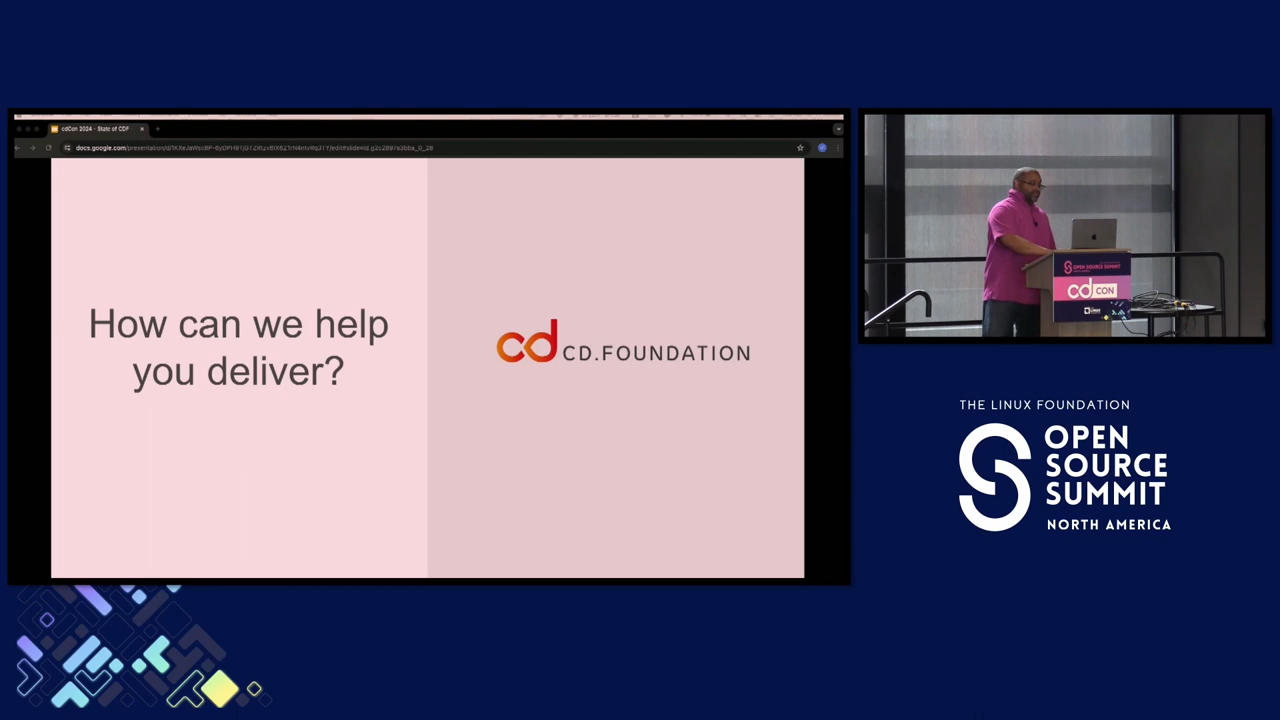 cdCon 2024 - State of CDF
How can we help
you deliver?
cd CD.FOUNDATION
OPEN SOURCE SUMMIT
cd CON
THE LINUX FOUNDATION
OPEN
SOURCE
SUMMIT
NORTH AMERICA